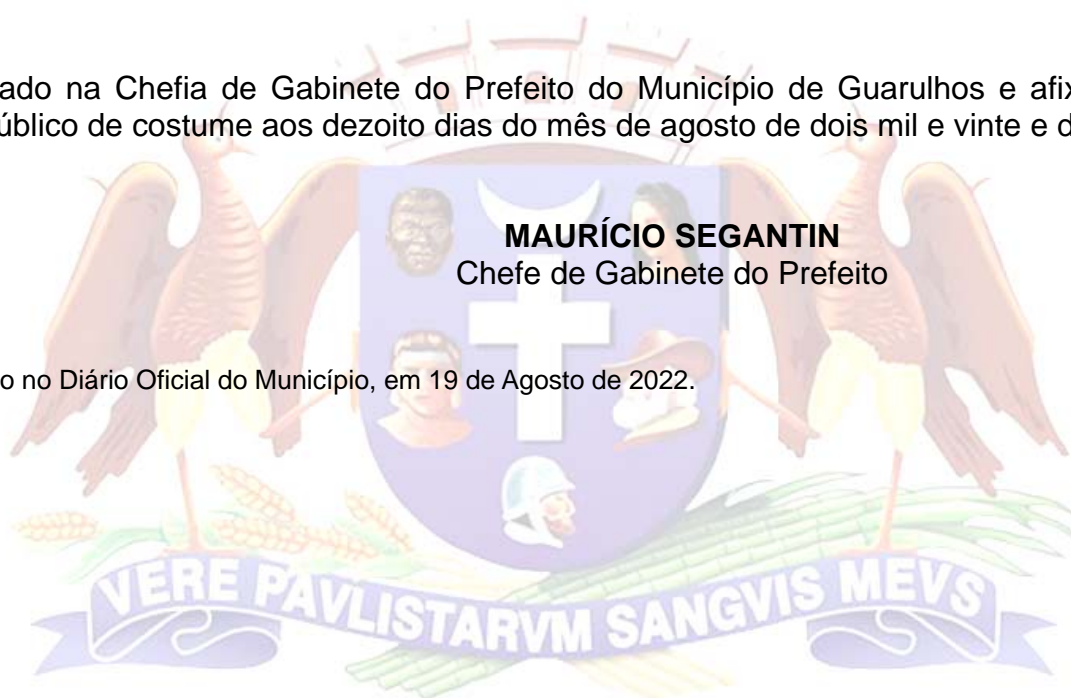 ado na Chefia de Gabinete do Prefeito do Município de Guarulhos e afix
úblico de costume aos dezoito dias do mês de agosto de dois mil e vinte e d
MAURÍCIO SEGANTIN
Chefe de Gabinete do Prefeito
o no Diário Oficial do Município, em 19 de Agosto de 2022.
VERE PAVLISTARVM SANGVIS MEVS